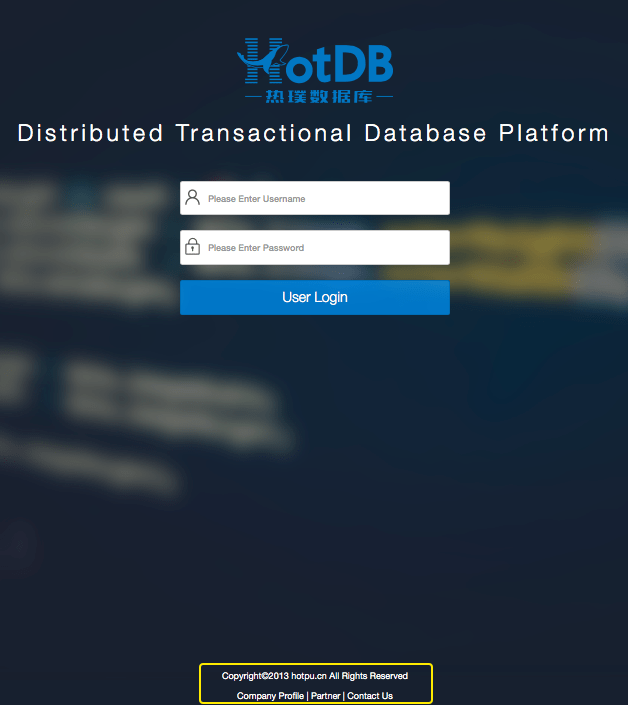 HotDB
热璞数据库
Distributed Transactional Database Platform
Please Enter Username
Please Enter Password
User Login
Copyright©2013 hotpu.cn All Rights Reserved
Company Profile | Partner | Contact Us